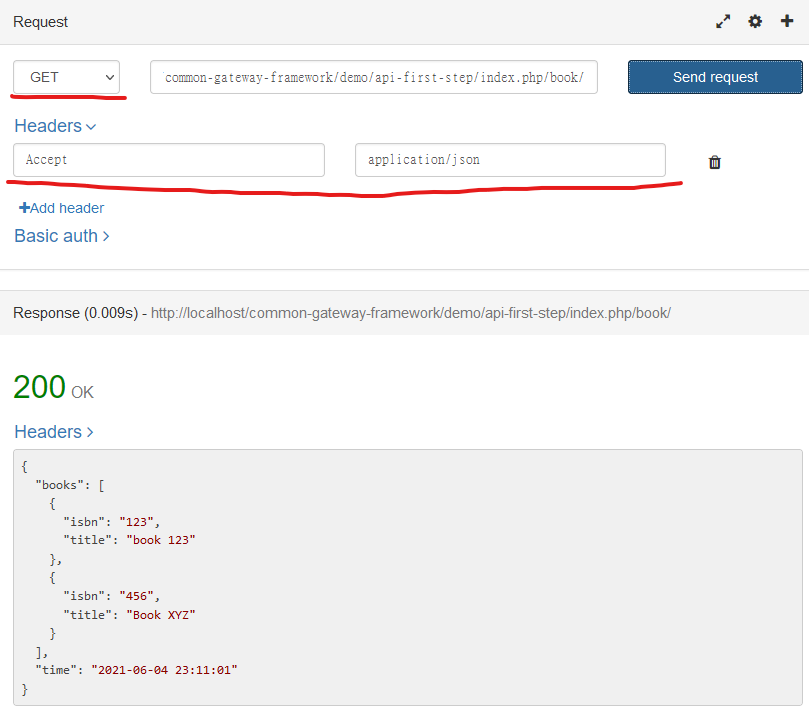 Request
GET common-gateway-framework/demo/api-first-step/index.php/book/ Send request
Headers
Accept application/json
Add header
Basic auth
Response (0.009s) - http://localhost/common-gateway-framework/demo/api-first-step/index.php/book/
200 OK
Headers
{
"books": [
{
"isbn": "123",
"title": "book 123"
},
{
"isbn": "456",
"title": "Book XYZ"
}
],
"time": "2021-06-04 23:11:01"
}